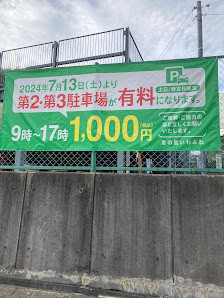 2024年7月13日(土)より
第2・第3駐車場が有料になります。
9時~17時1,000円
(税込)
P
土日/特定日限定
ご理解・ご協力の
ほどよろしくお願い
いたします。